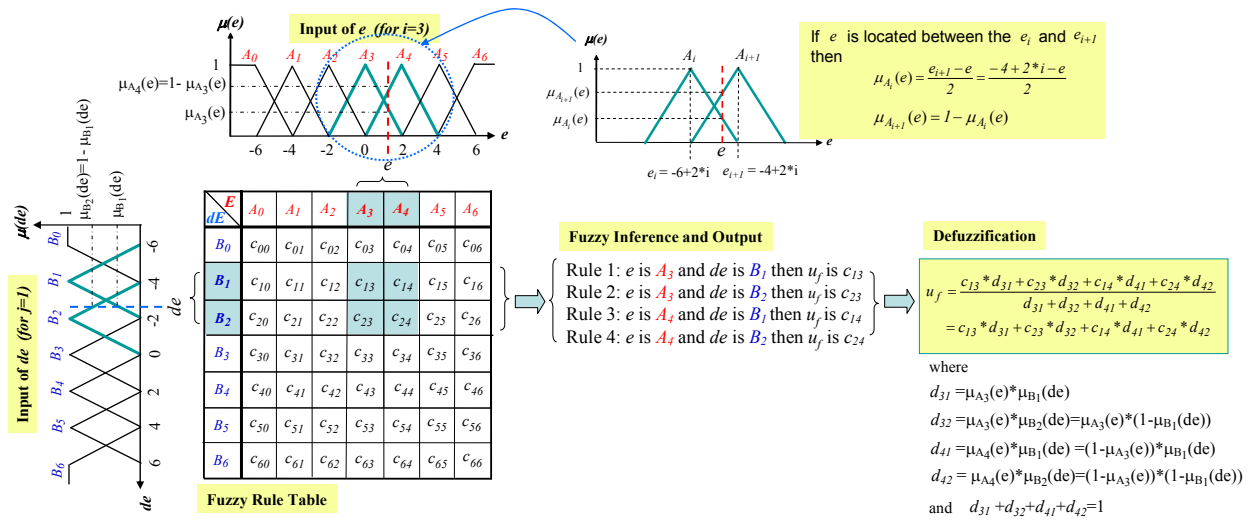 Input of e (for i=3)
μ(e)
A0 A1 A2 A3 A4 A5 A6
1
μA4(e)=1- μA3(e)
μA3(e)
-6 -4 -2 0 2 4 6
e
e
μ(e)
Ai Ai+1
1
μAi+1(e)
μAi(e)
e
e
ei = -6+2*i ei+1 = -4+2*i
If e is located between the ei and ei+1
then
μAi(e) = (ei+1 − e)/2 = (−4 + 2*i − e)/2
μAi+1(e) = 1 − μAi(e)
Input of de (for j=1)
μ(de)
1
μB2(de)=1 - μB1(de)
μB1(de)
B0 B1 B2 B3 B4 B5 B6
-6 -4 -2 0 2 4 6
de
de
E
dE
A0 A1 A2 A3 A4 A5 A6
B0 c00 c01 c02 c03 c04 c05 c06
B1 c10 c11 c12 c13 c14 c15 c16
B2 c20 c21 c22 c23 c24 c25 c26
B3 c30 c31 c32 c33 c34 c35 c36
B4 c40 c41 c42 c43 c44 c45 c46
B5 c50 c51 c52 c53 c54 c55 c56
B6 c60 c61 c62 c63 c64 c65 c66
Fuzzy Rule Table
Fuzzy Inference and Output
Rule 1: e is A3 and de is B1 then uf is c13
Rule 2: e is A3 and de is B2 then uf is c23
Rule 3: e is A4 and de is B1 then uf is c14
Rule 4: e is A4 and de is B2 then uf is c24
Defuzzification
uf = (c13*d31 + c23*d32 + c14*d41 + c24*d42)/(d31 + d32 + d41 + d42)
= c13*d31 + c23*d32 + c14*d41 + c24*d42
where
d31 =μA3(e)*μB1(de)
d32 =μA3(e)*μB2(de)=μA3(e)*(1-μB1(de))
d41 =μA4(e)*μB1(de) =(1-μA3(e))*μB1(de)
d42 = μA4(e)*μB2(de)=(1-μA3(e))*(1-μB1(de))
and d31 +d32+d41+d42=1